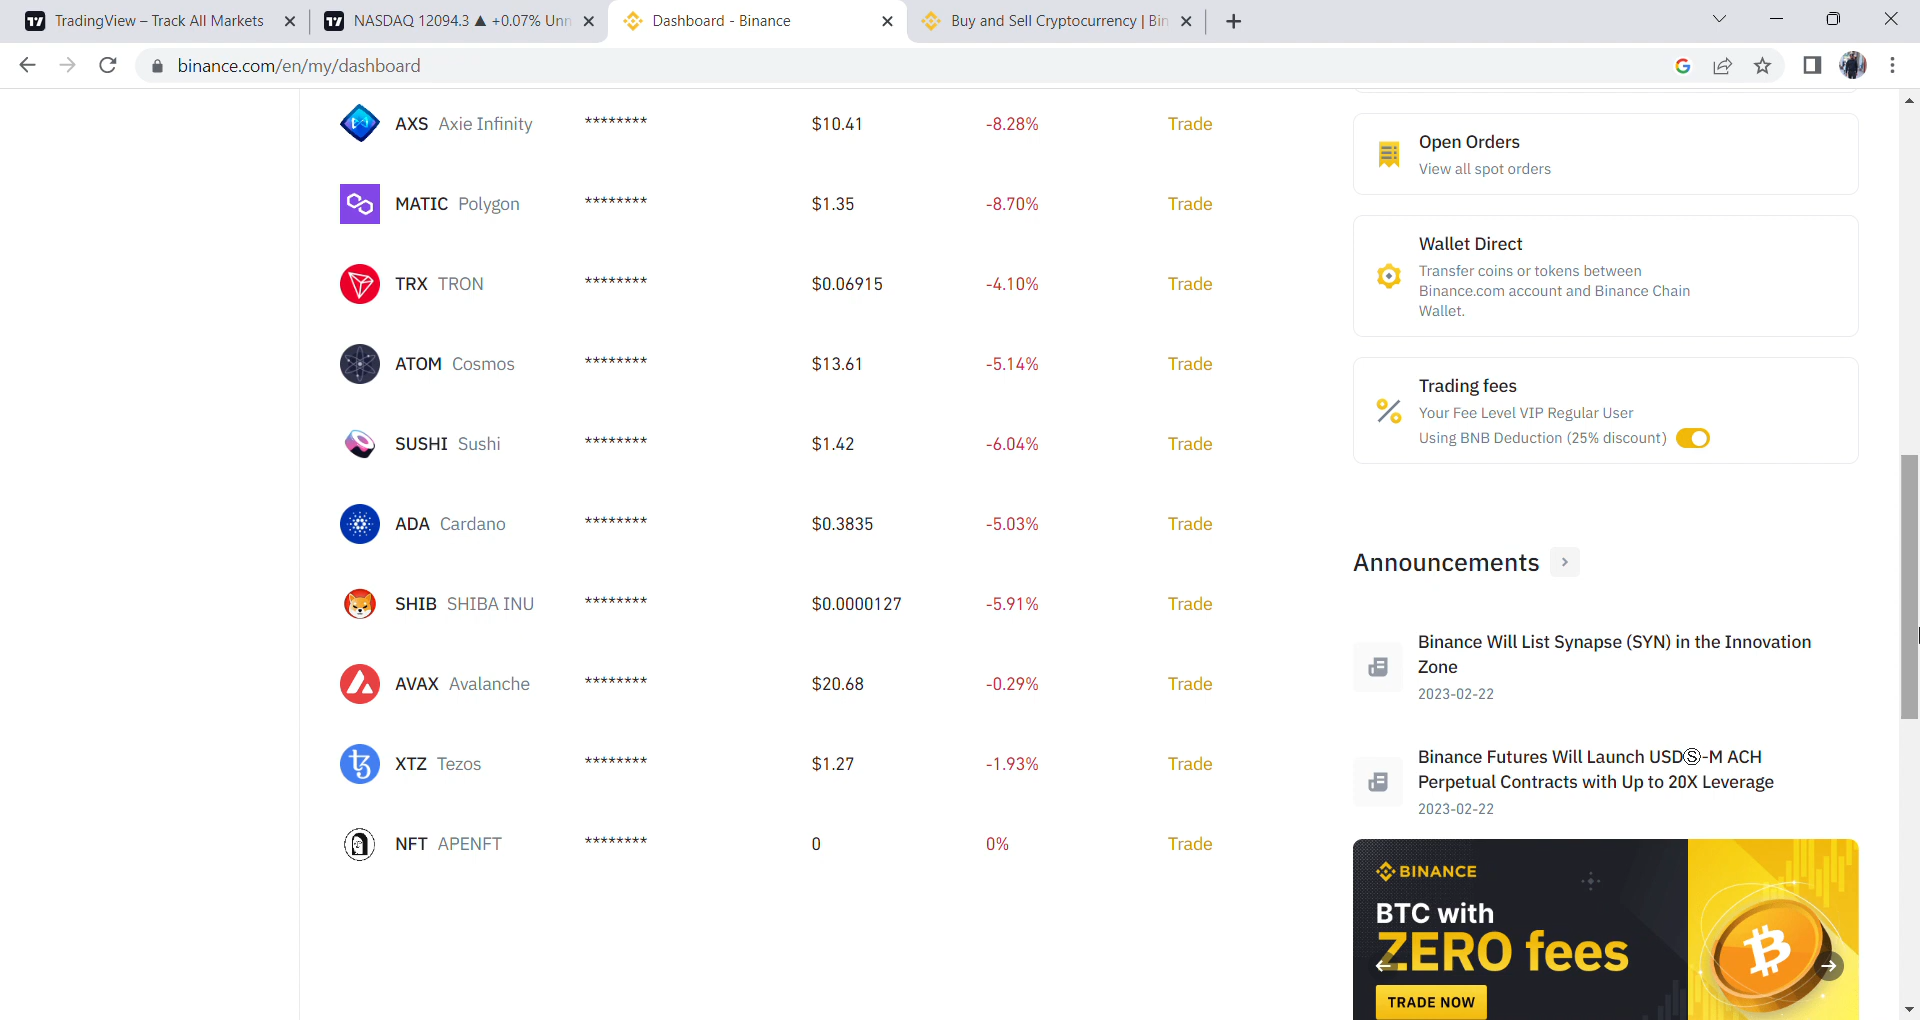 TradingView – Track All Markets
NASDAQ 12094.3 ▲ +0.07% Unn
Dashboard - Binance
Buy and Sell Cryptocurrency | Bin
binance.com/en/my/dashboard
AXS Axie Infinity ******** $10.41 -8.28% Trade
MATIC Polygon ******** $1.35 -8.70% Trade
TRX TRON ******** $0.06915 -4.10% Trade
ATOM Cosmos ******** $13.61 -5.14% Trade
SUSHI Sushi ******** $1.42 -6.04% Trade
ADA Cardano ******** $0.3835 -5.03% Trade
SHIB SHIBA INU ******** $0.0000127 -5.91% Trade
AVAX Avalanche ******** $20.68 -0.29% Trade
XTZ Tezos ******** $1.27 -1.93% Trade
NFT APENFT ******** 0 0% Trade
Open Orders
View all spot orders
Wallet Direct
Transfer coins or tokens between
Binance.com account and Binance Chain
Wallet.
Trading fees
Your Fee Level VIP Regular User
Using BNB Deduction (25% discount)
Announcements
Binance Will List Synapse (SYN) in the Innovation
Zone
2023-02-22
Binance Futures Will Launch USDⓈ-M ACH
Perpetual Contracts with Up to 20X Leverage
2023-02-22
BINANCE
BTC with
ZERO fees
TRADE NOW